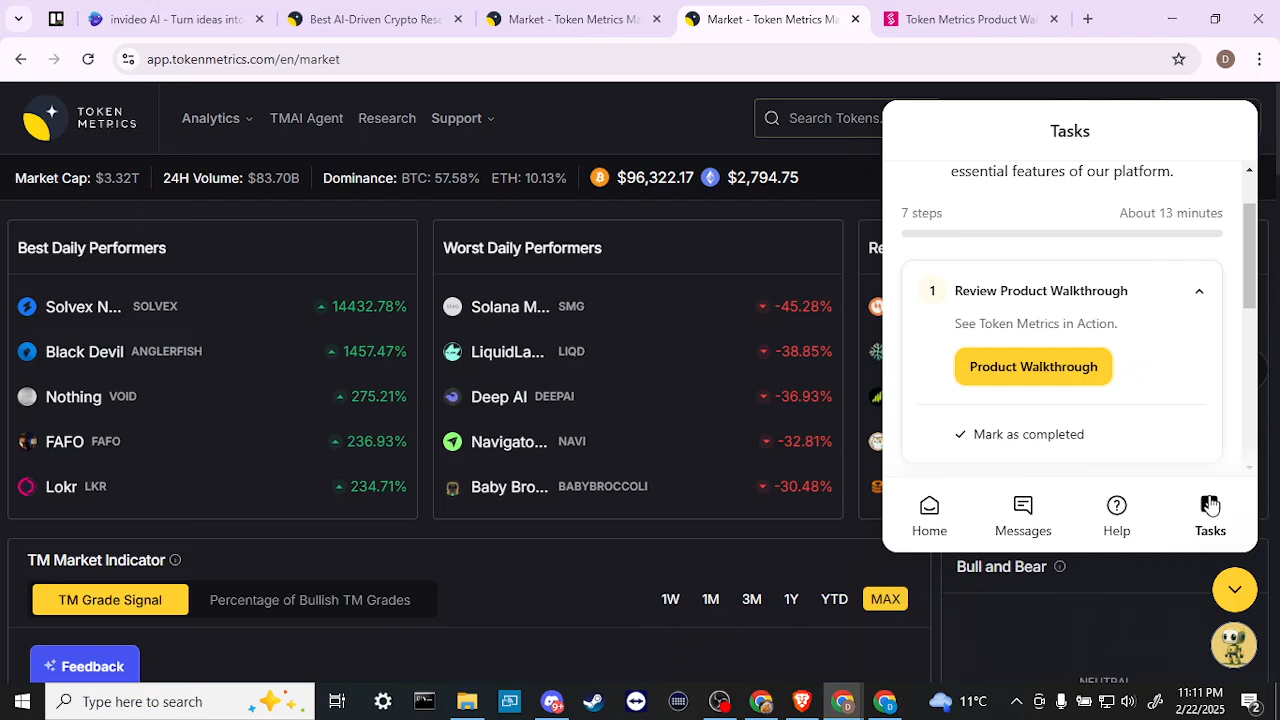 invideo AI - Turn ideas into
Best AI-Driven Crypto Rese
Market - Token Metrics Ma
Market - Token Metrics Ma
Token Metrics Product Wal
app.tokenmetrics.com/en/market
D
TOKEN METRICS
Analytics
TMAI Agent
Research
Support
Search Tokens,
Market Cap: $3.32T
24H Volume: $83.70B
Dominance: BTC: 57.58% ETH: 10.13%
$96,322.17
$2,794.75
Best Daily Performers
Solvex N... SOLVEX 14432.78%
Black Devil ANGLERFISH 1457.47%
Nothing VOID 275.21%
FAFO FAFO 236.93%
Lokr LKR 234.71%
Worst Daily Performers
Solana M... SMG -45.28%
LiquidLa... LIQD -38.85%
Deep AI DEEPAI -36.93%
Navigato... NAVI -32.81%
Baby Bro... BABYBROCCOLI -30.48%
Re
Tasks
essential features of our platform.
7 steps About 13 minutes
1 Review Product Walkthrough
See Token Metrics in Action.
Product Walkthrough
Mark as completed
Home Messages Help Tasks
TM Market Indicator
TM Grade Signal Percentage of Bullish TM Grades
1W 1M 3M 1Y YTD MAX
Bull and Bear
NEUTRAL
Feedback
Type here to search
9+
11°C
11:11 PM
2/22/2025
2